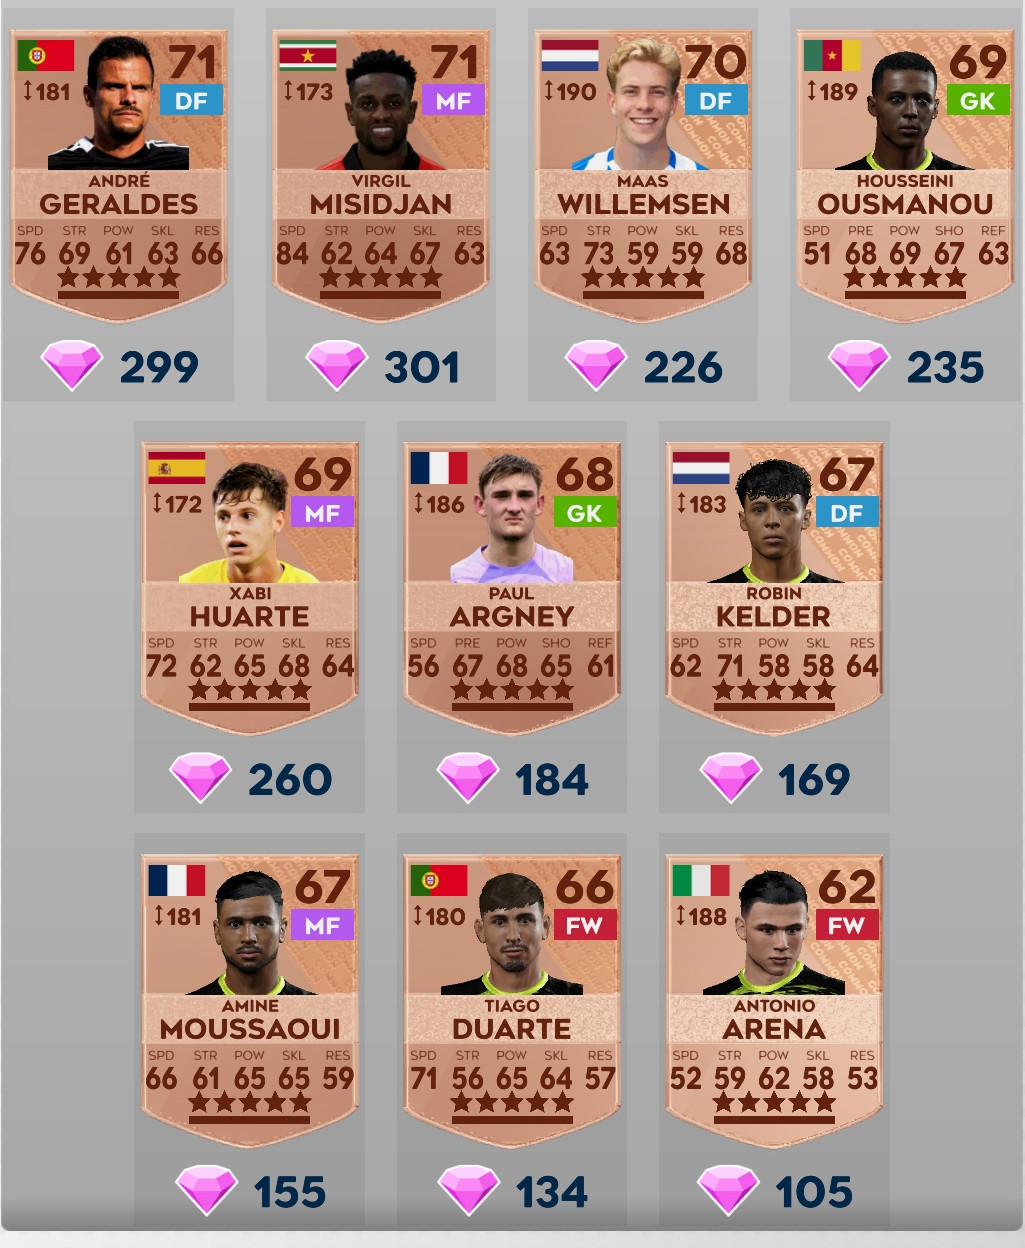 71
↕181
DF
ANDRÉ
GERALDES
SPD STR POW SKL RES
76 69 61 63 66
299
71
↕173
MF
VIRGIL
MISIDJAN
SPD STR POW SKL RES
84 62 64 67 63
301
70
↕190
DF
COMMON
MAAS
WILLEMSEN
SPD STR POW SKL RES
63 73 59 59 68
226
69
↕189
GK
COMMON
HOUSSEINI
OUSMANOU
SPD PRE POW SHO REF
51 68 69 67 63
235
69
↕172
MF
XABI
HUARTE
SPD STR POW SKL RES
72 62 65 68 64
260
68
↕186
GK
PAUL
ARGNEY
SPD PRE POW SHO REF
56 67 68 65 61
184
67
↕183
DF
COMMON
ROBIN
KELDER
SPD STR POW SKL RES
62 71 58 58 64
169
67
↕181
MF
AMINE
MOUSSAOUI
SPD STR POW SKL RES
66 61 65 65 59
155
66
↕180
FW
TIAGO
DUARTE
SPD STR POW SKL RES
71 56 65 64 57
134
62
↕188
FW
COMMON
ANTONIO
ARENA
SPD STR POW SKL RES
52 59 62 58 53
105